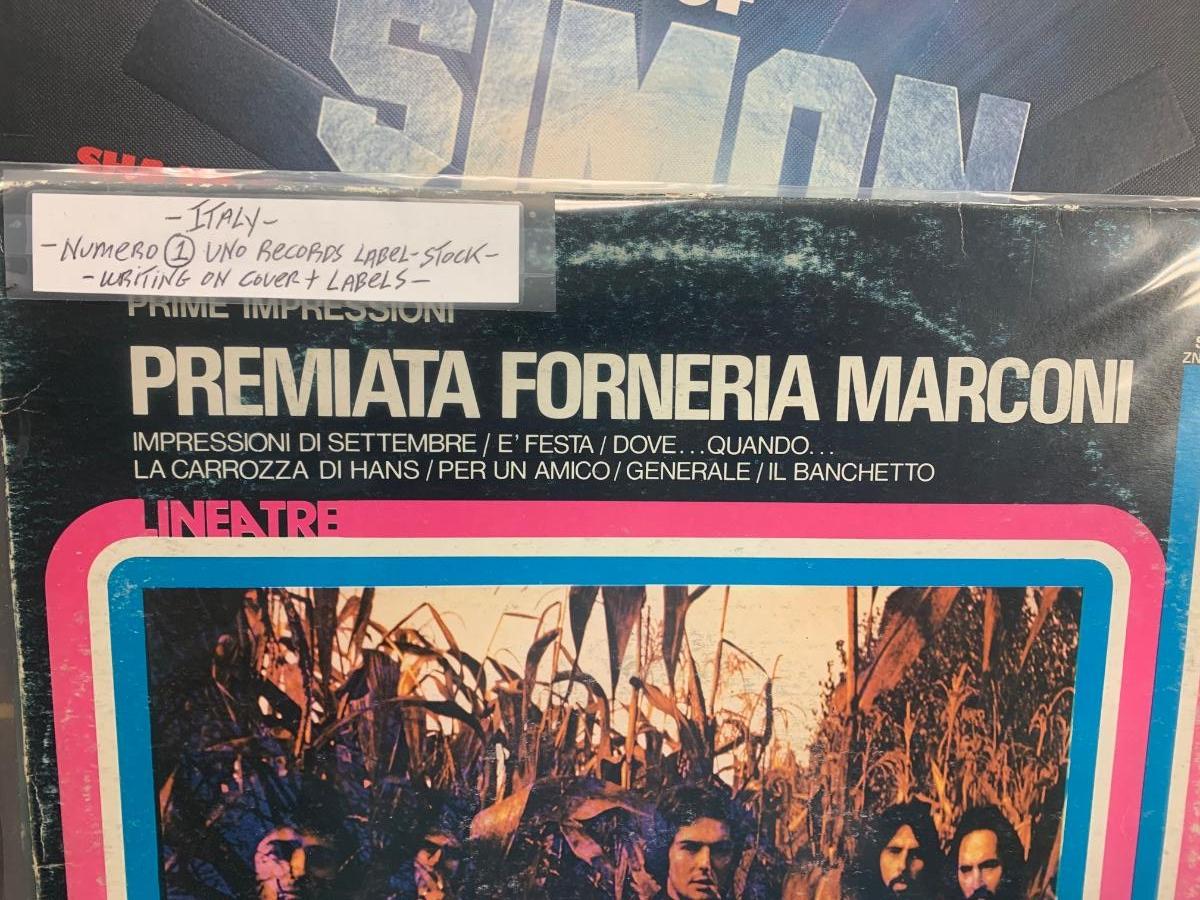 OF
SIMON
- ITALY -
- NUMERO 1 UNO RECORDS LABEL-STOCK -
- WRITING ON COVER + LABELS -
PRIME IMPRESSIONI
PREMIATA FORNERIA MARCONI
IMPRESSIONI DI SETTEMBRE / E' FESTA / DOVE...QUANDO...
LA CARROZZA DI HANS / PER UN AMICO / GENERALE / IL BANCHETTO
LINEATRE